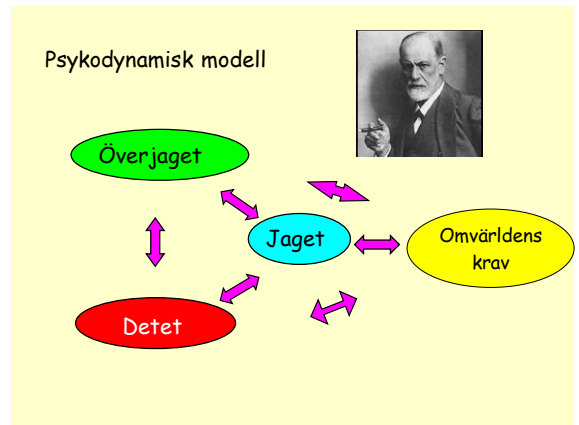 Psykodynamisk modell
Överjaget
Jaget
Omvärldens
krav
Detet